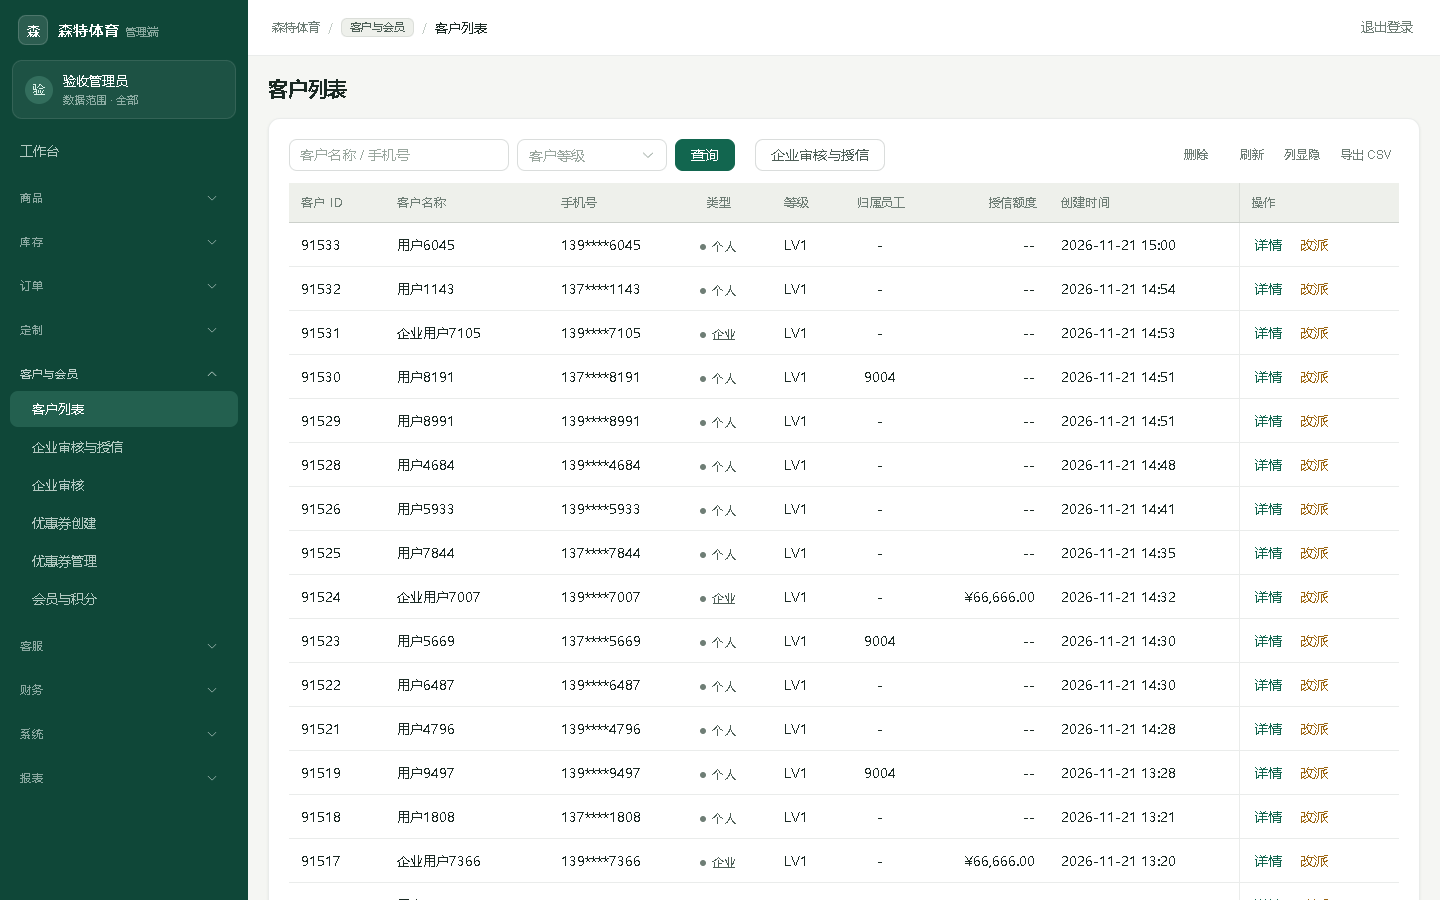 森 森特体育 管理端
验 验收管理员
数据范围 · 全部
工作台
商品
库存
订单
定制
客户与会员
客户列表
企业审核与授信
企业审核
优惠券创建
优惠券管理
会员与积分
客服
财务
系统
报表
森特体育 / 客户与会员 / 客户列表 退出登录
客户列表
客户名称 / 手机号 客户等级 查询 企业审核与授信 删除 刷新 列显隐 导出 CSV
客户 ID 客户名称 手机号 类型 等级 归属员工 授信额度 创建时间 操作
91533 用户6045 139****6045 个人 LV1 - -- 2026-11-21 15:00 详情 改派
91532 用户1143 137****1143 个人 LV1 - -- 2026-11-21 14:54 详情 改派
91531 企业用户7105 139****7105 企业 LV1 - -- 2026-11-21 14:53 详情 改派
91530 用户8191 137****8191 个人 LV1 9004 -- 2026-11-21 14:51 详情 改派
91529 用户8991 139****8991 个人 LV1 - -- 2026-11-21 14:51 详情 改派
91528 用户4684 139****4684 个人 LV1 - -- 2026-11-21 14:48 详情 改派
91526 用户5933 139****5933 个人 LV1 - -- 2026-11-21 14:41 详情 改派
91525 用户7844 137****7844 个人 LV1 - -- 2026-11-21 14:35 详情 改派
91524 企业用户7007 139****7007 企业 LV1 - ¥66,666.00 2026-11-21 14:32 详情 改派
91523 用户5669 137****5669 个人 LV1 9004 -- 2026-11-21 14:30 详情 改派
91522 用户6487 139****6487 个人 LV1 - -- 2026-11-21 14:30 详情 改派
91521 用户4796 139****4796 个人 LV1 - -- 2026-11-21 14:28 详情 改派
91519 用户9497 139****9497 个人 LV1 9004 -- 2026-11-21 13:28 详情 改派
91518 用户1808 137****1808 个人 LV1 - -- 2026-11-21 13:21 详情 改派
91517 企业用户7366 139****7366 企业 LV1 - ¥66,666.00 2026-11-21 13:20 详情 改派